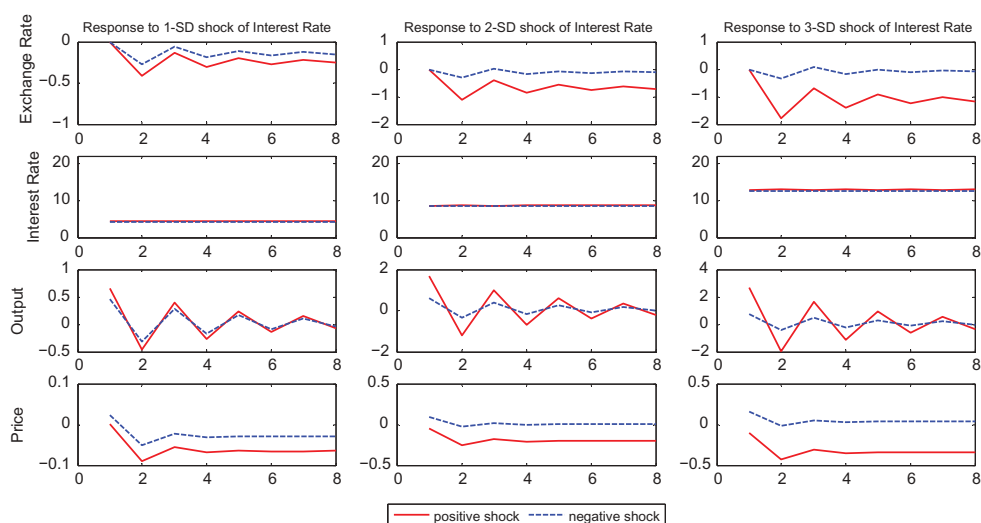 Response to 1-SD shock of Interest Rate
Response to 2-SD shock of Interest Rate
Response to 3-SD shock of Interest Rate
Exchange Rate
0
−0.5
−1
0 2 4 6 8
1
0
−1
−2
0 2 4 6 8
1
0
−1
−2
0 2 4 6 8
Interest Rate
20
10
0
0 2 4 6 8
20
10
0
0 2 4 6 8
20
10
0
0 2 4 6 8
Output
1
0.5
0
−0.5
0 2 4 6 8
2
0
−2
0 2 4 6 8
4
2
0
−2
0 2 4 6 8
Price
0.1
0
−0.1
0 2 4 6 8
0.5
0
−0.5
0 2 4 6 8
0.5
0
−0.5
0 2 4 6 8
positive shock negative shock